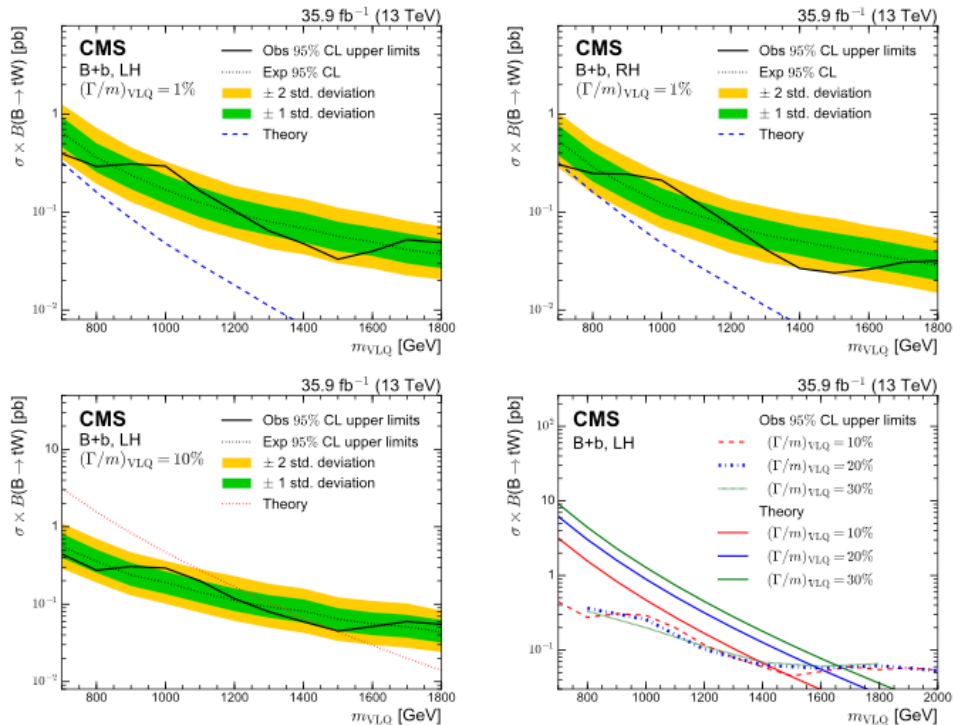 35.9 fb⁻¹ (13 TeV)
CMS
B+b, LH
(Γ/m)VLQ = 1%
Obs 95% CL upper limits
Exp 95% CL
± 2 std. deviation
± 1 std. deviation
Theory
σ × B(B → tW) [pb]
1
10⁻¹
10⁻²
800 1000 1200 1400 1600 1800
mVLQ [GeV]
35.9 fb⁻¹ (13 TeV)
CMS
B+b, RH
(Γ/m)VLQ = 1%
Obs 95% CL upper limits
Exp 95% CL
± 2 std. deviation
± 1 std. deviation
Theory
σ × B(B → tW) [pb]
1
10⁻¹
10⁻²
800 1000 1200 1400 1600 1800
mVLQ [GeV]
35.9 fb⁻¹ (13 TeV)
CMS
B+b, LH
(Γ/m)VLQ = 10%
Obs 95% CL upper limits
Exp 95% CL upper limits
± 2 std. deviation
± 1 std. deviation
Theory
σ × B(B → tW) [pb]
10
1
10⁻¹
10⁻²
800 1000 1200 1400 1600 1800
mVLQ [GeV]
35.9 fb⁻¹ (13 TeV)
CMS
B+b, LH
Obs 95% CL upper limits
(Γ/m)VLQ = 10%
(Γ/m)VLQ = 20%
(Γ/m)VLQ = 30%
Theory
(Γ/m)VLQ = 10%
(Γ/m)VLQ = 20%
(Γ/m)VLQ = 30%
σ × B(B → tW) [pb]
10²
10
1
10⁻¹
800 1000 1200 1400 1600 1800 2000
mVLQ [GeV]